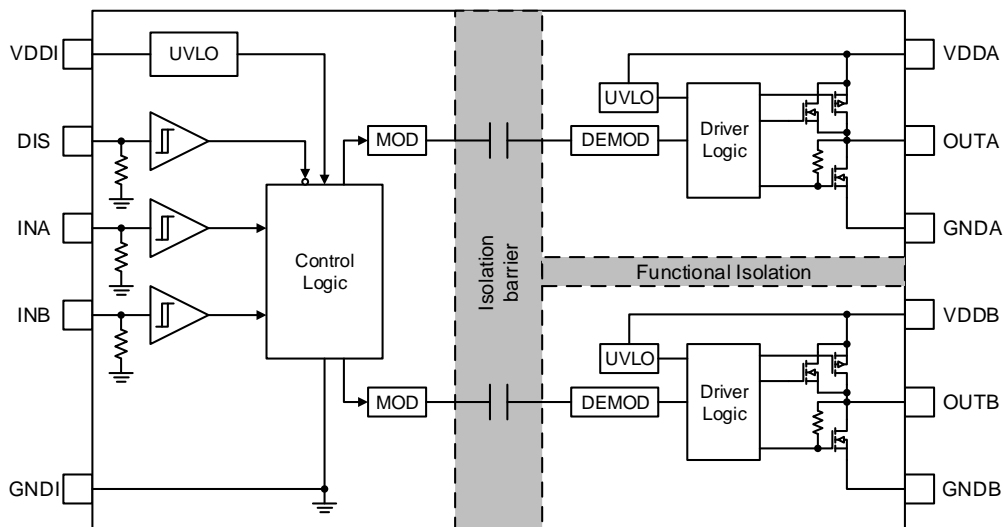 VDDI
UVLO
DIS
INA
INB
GNDI
Control
Logic
MOD
MOD
Isolation
barrier
Functional Isolation
UVLO
DEMOD
Driver
Logic
VDDA
OUTA
GNDA
UVLO
DEMOD
Driver
Logic
VDDB
OUTB
GNDB